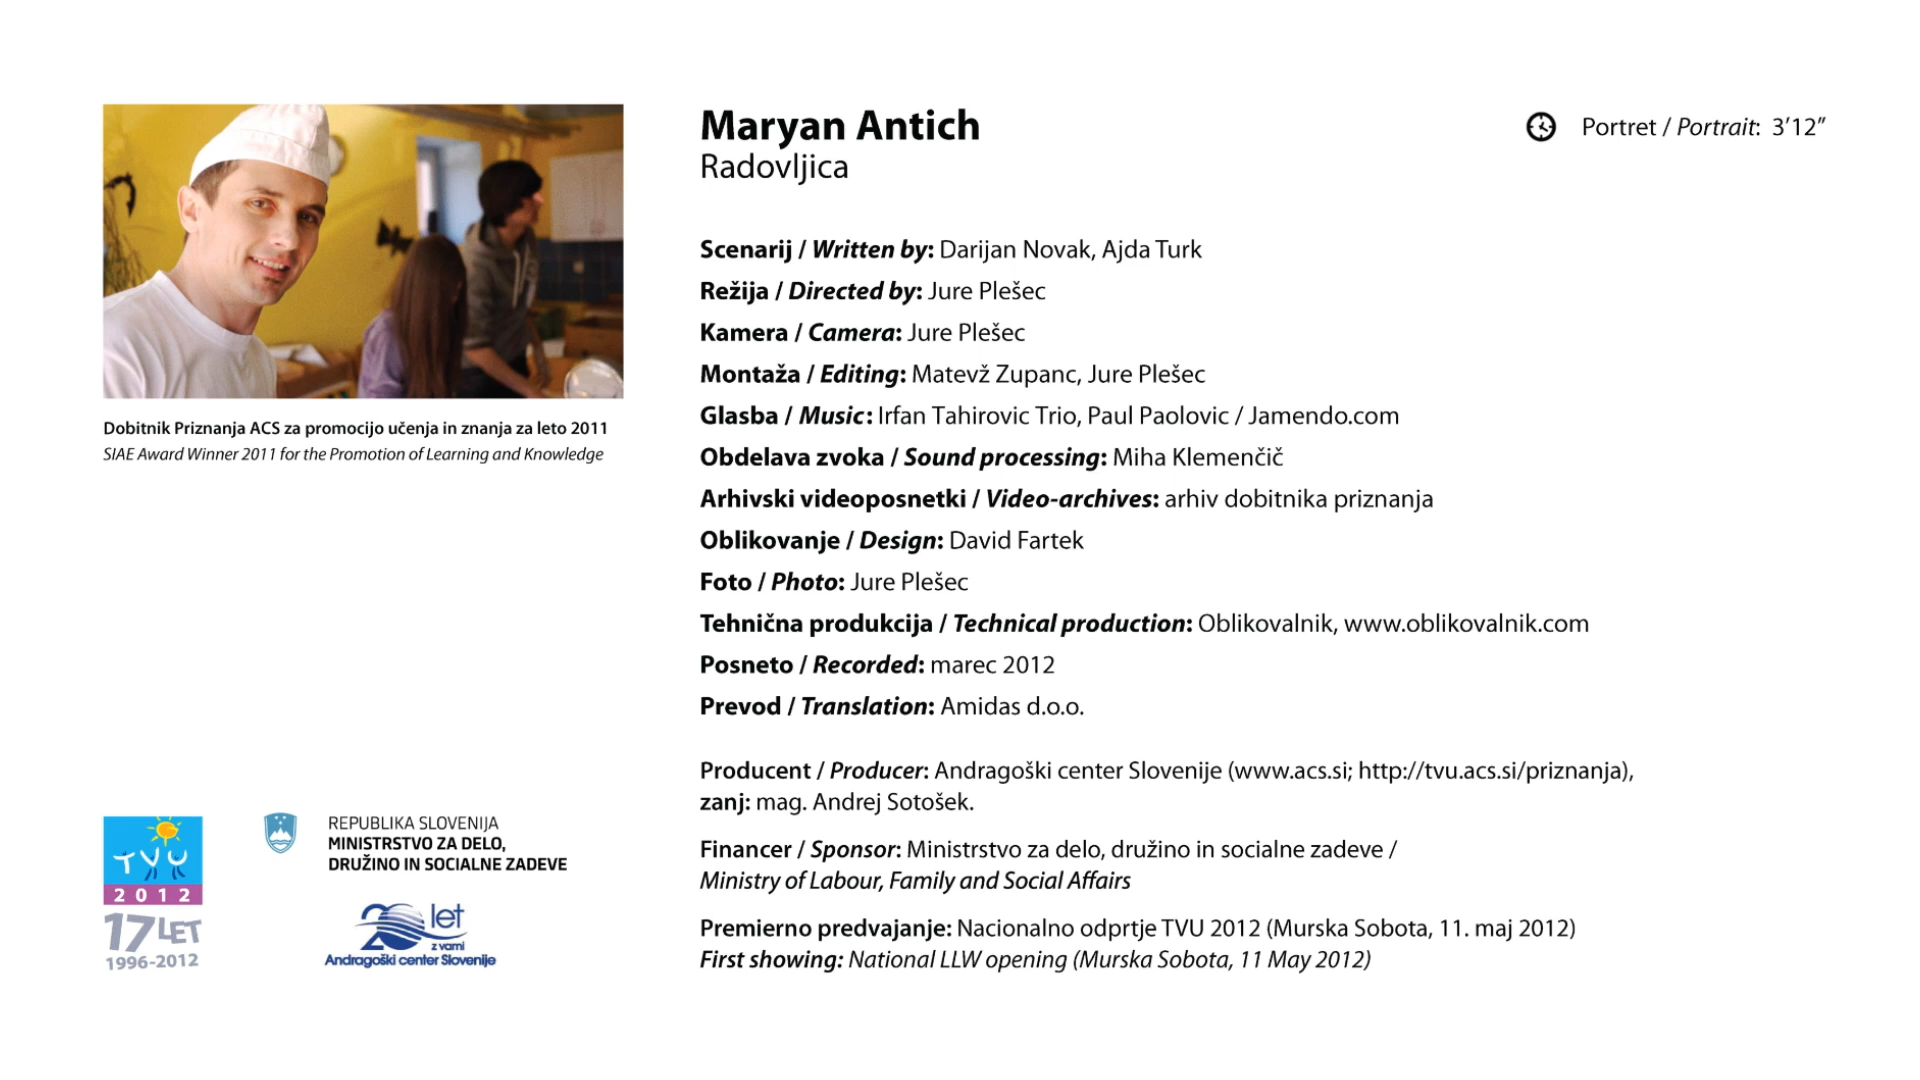 Maryan Antich
Radovljica
Portret / Portrait: 3’12”
Dobitnik Priznanja ACS za promocijo učenja in znanja za leto 2011
SIAE Award Winner 2011 for the Promotion of Learning and Knowledge
Scenarij / Written by: Darijan Novak, Ajda Turk
Režija / Directed by: Jure Plešec
Kamera / Camera: Jure Plešec
Montaža / Editing: Matevž Zupanc, Jure Plešec
Glasba / Music: Irfan Tahirovic Trio, Paul Paolovic / Jamendo.com
Obdelava zvoka / Sound processing: Miha Klemenčič
Arhivski videoposnetki / Video-archives: arhiv dobitnika priznanja
Oblikovanje / Design: David Fartek
Foto / Photo: Jure Plešec
Tehnična produkcija / Technical production: Oblikovalnik, www.oblikovalnik.com
Posneto / Recorded: marec 2012
Prevod / Translation: Amidas d.o.o.
Producent / Producer: Andragoški center Slovenije (www.acs.si; http://tvu.acs.si/priznanja),
zanj: mag. Andrej Sotošek.
Financer / Sponsor: Ministrstvo za delo, družino in socialne zadeve /
Ministry of Labour, Family and Social Affairs
Premierno predvajanje: Nacionalno odprtje TVU 2012 (Murska Sobota, 11. maj 2012)
First showing: National LLW opening (Murska Sobota, 11 May 2012)
TVU
2012
17 LET
1996-2012
REPUBLIKA SLOVENIJA
MINISTRSTVO ZA DELO,
DRUŽINO IN SOCIALNE ZADEVE
20 let
z vami
Andragoški center Slovenije